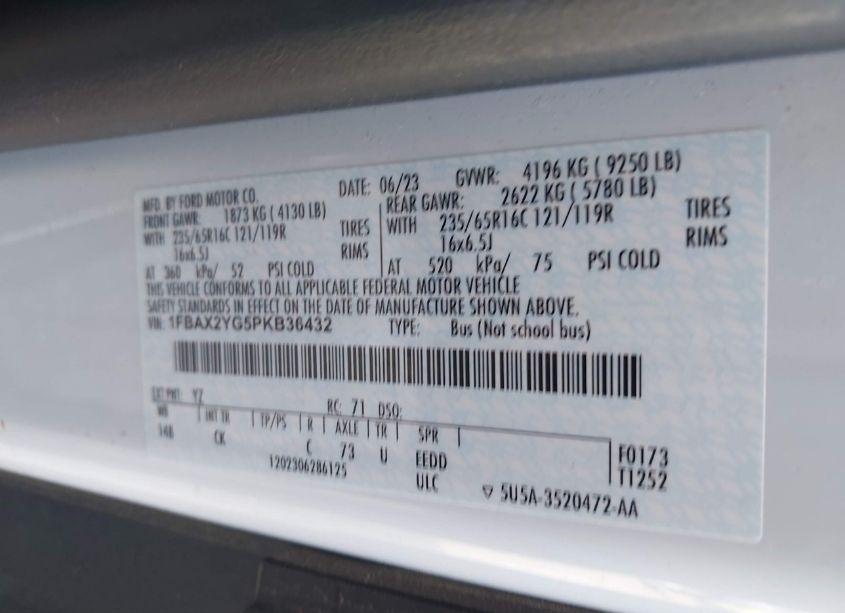 MFD. BY FORD MOTOR CO. DATE: 06/23 GVWR: 4196 KG ( 9250 LB)
FRONT GAWR: 1873 KG ( 4130 LB) REAR GAWR: 2622 KG ( 5780 LB)
WITH 235/65R16C 121/119R TIRES WITH 235/65R16C 121/119R TIRES
16x6.5J RIMS 16x6.5J RIMS
AT 360 kPa/ 52 PSI COLD AT 520 kPa/ 75 PSI COLD
THIS VEHICLE CONFORMS TO ALL APPLICABLE FEDERAL MOTOR VEHICLE
SAFETY STANDARDS IN EFFECT ON THE DATE OF MANUFACTURE SHOWN ABOVE.
VIN: 1FBAX2YG5PKB36432 TYPE: Bus (Not school bus)
EXT PNT: YZ RC: 71 DSO:
WB INT TR TP/PS R AXLE TR SPR
148 CK C 73 U EEDD F0173
1202306286125 ULC T1252
▽ 5U5A-3520472-AA